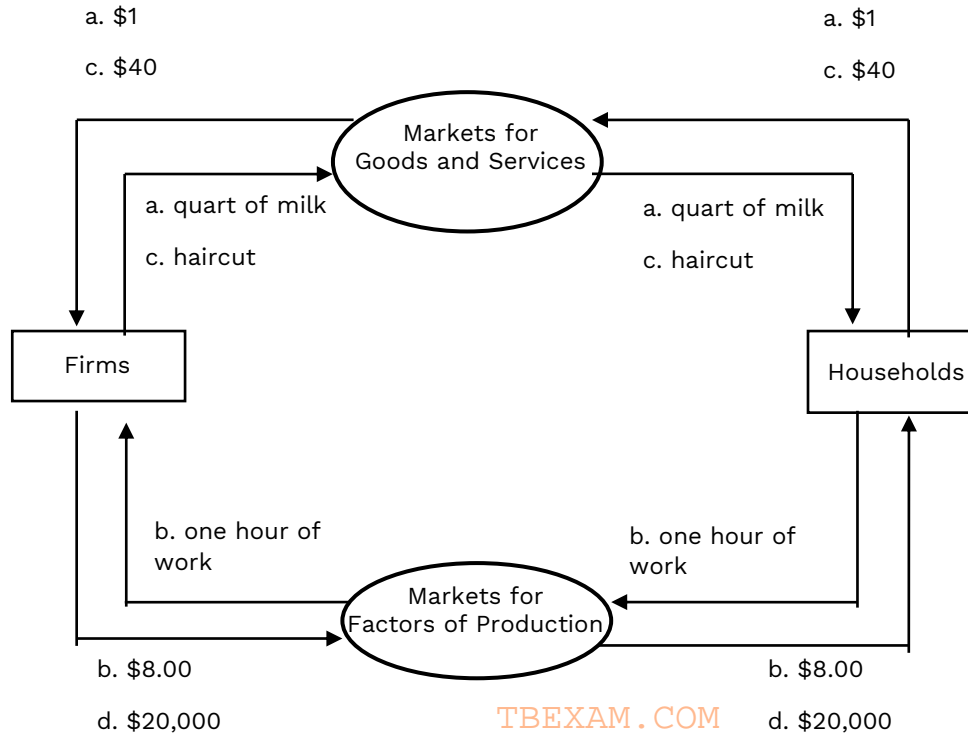 a. $1
c. $40
a. $1
c. $40
Markets for
Goods and Services
a. quart of milk
c. haircut
a. quart of milk
c. haircut
Firms
Households
b. one hour of
work
b. one hour of
work
Markets for
Factors of Production
b. $8.00
d. $20,000
b. $8.00
d. $20,000
TBEXAM.COM